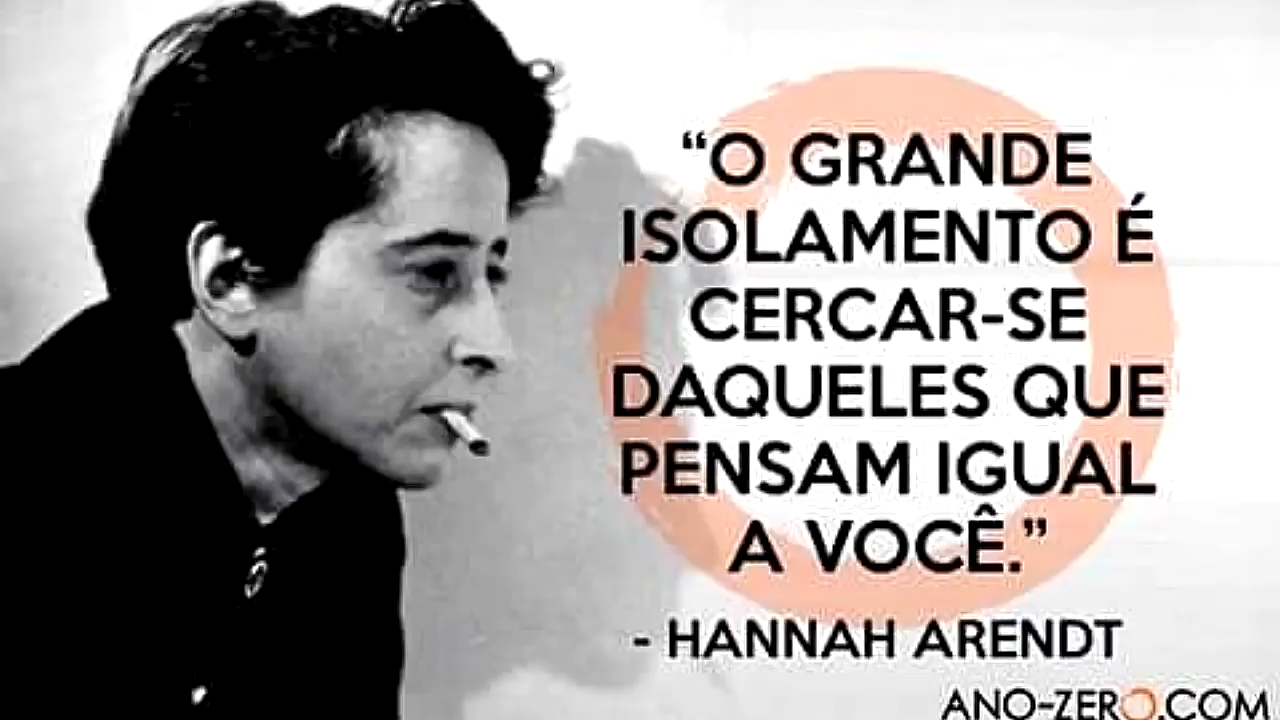 “O GRANDE
ISOLAMENTO É
CERCAR-SE
DAQUELES QUE
PENSAM IGUAL
A VOCÊ.”
- HANNAH ARENDT
ANO-ZERO.COM